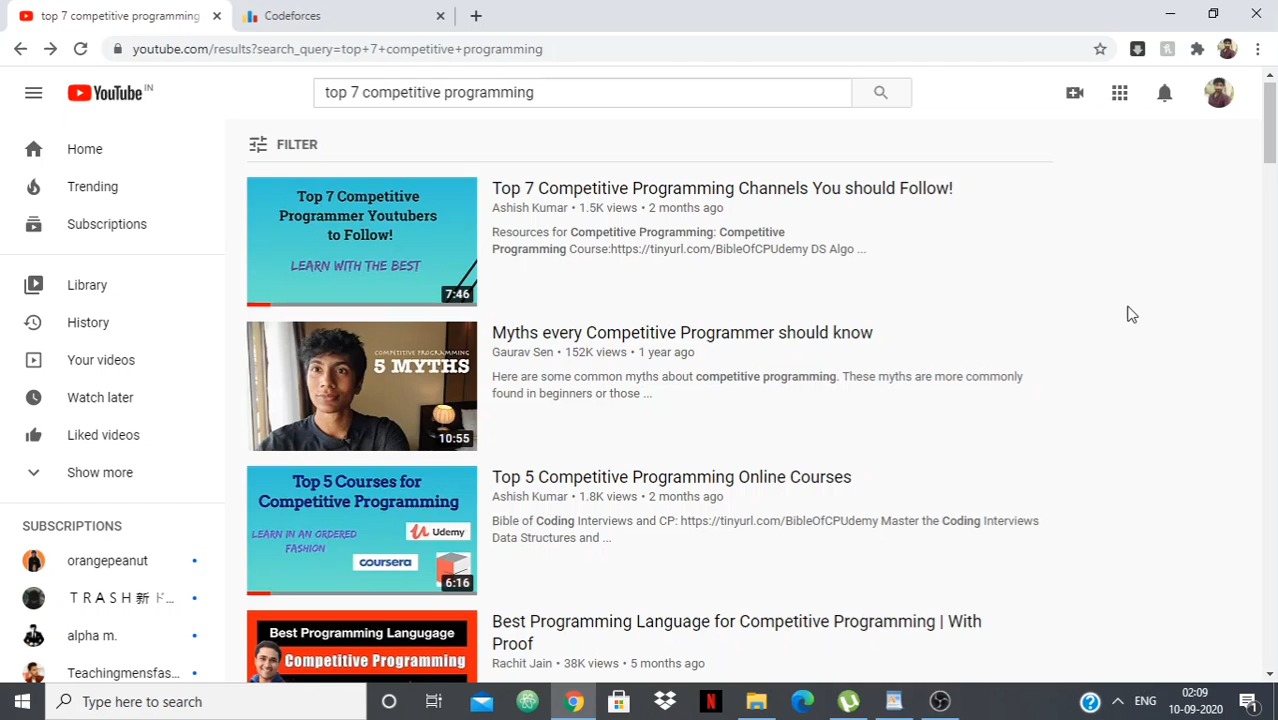 top 7 competitive programming
Codeforces
youtube.com/results?search_query=top+7+competitive+programming
YouTube IN
top 7 competitive programming
Home
Trending
Subscriptions
Library
History
Your videos
Watch later
Liked videos
Show more
SUBSCRIPTIONS
orangepeanut
ＴＲＡＳＨ 新 ド...
alpha m.
Teachingmensfas...
FILTER
Top 7 Competitive
Programmer Youtubers
to Follow!
LEARN WITH THE BEST
7:46
Top 7 Competitive Programming Channels You should Follow!
Ashish Kumar • 1.5K views • 2 months ago
Resources for Competitive Programming: Competitive
Programming Course:https://tinyurl.com/BibleOfCPUdemy DS Algo ...
COMPETITIVE PROGRAMMING
5 MYTHS
10:55
Myths every Competitive Programmer should know
Gaurav Sen • 152K views • 1 year ago
Here are some common myths about competitive programming. These myths are more commonly
found in beginners or those ...
Top 5 Courses for
Competitive Programming
LEARN IN AN ORDERED
FASHION
Udemy
coursera
6:16
Top 5 Competitive Programming Online Courses
Ashish Kumar • 1.8K views • 2 months ago
Bible of Coding Interviews and CP: https://tinyurl.com/BibleOfCPUdemy Master the Coding Interviews
Data Structures and ...
Best Programming Langugage
Competitive Programming
Best Programming Language for Competitive Programming | With
Proof
Rachit Jain • 38K views • 5 months ago
Type here to search
ENG
02:09
10-09-2020
1